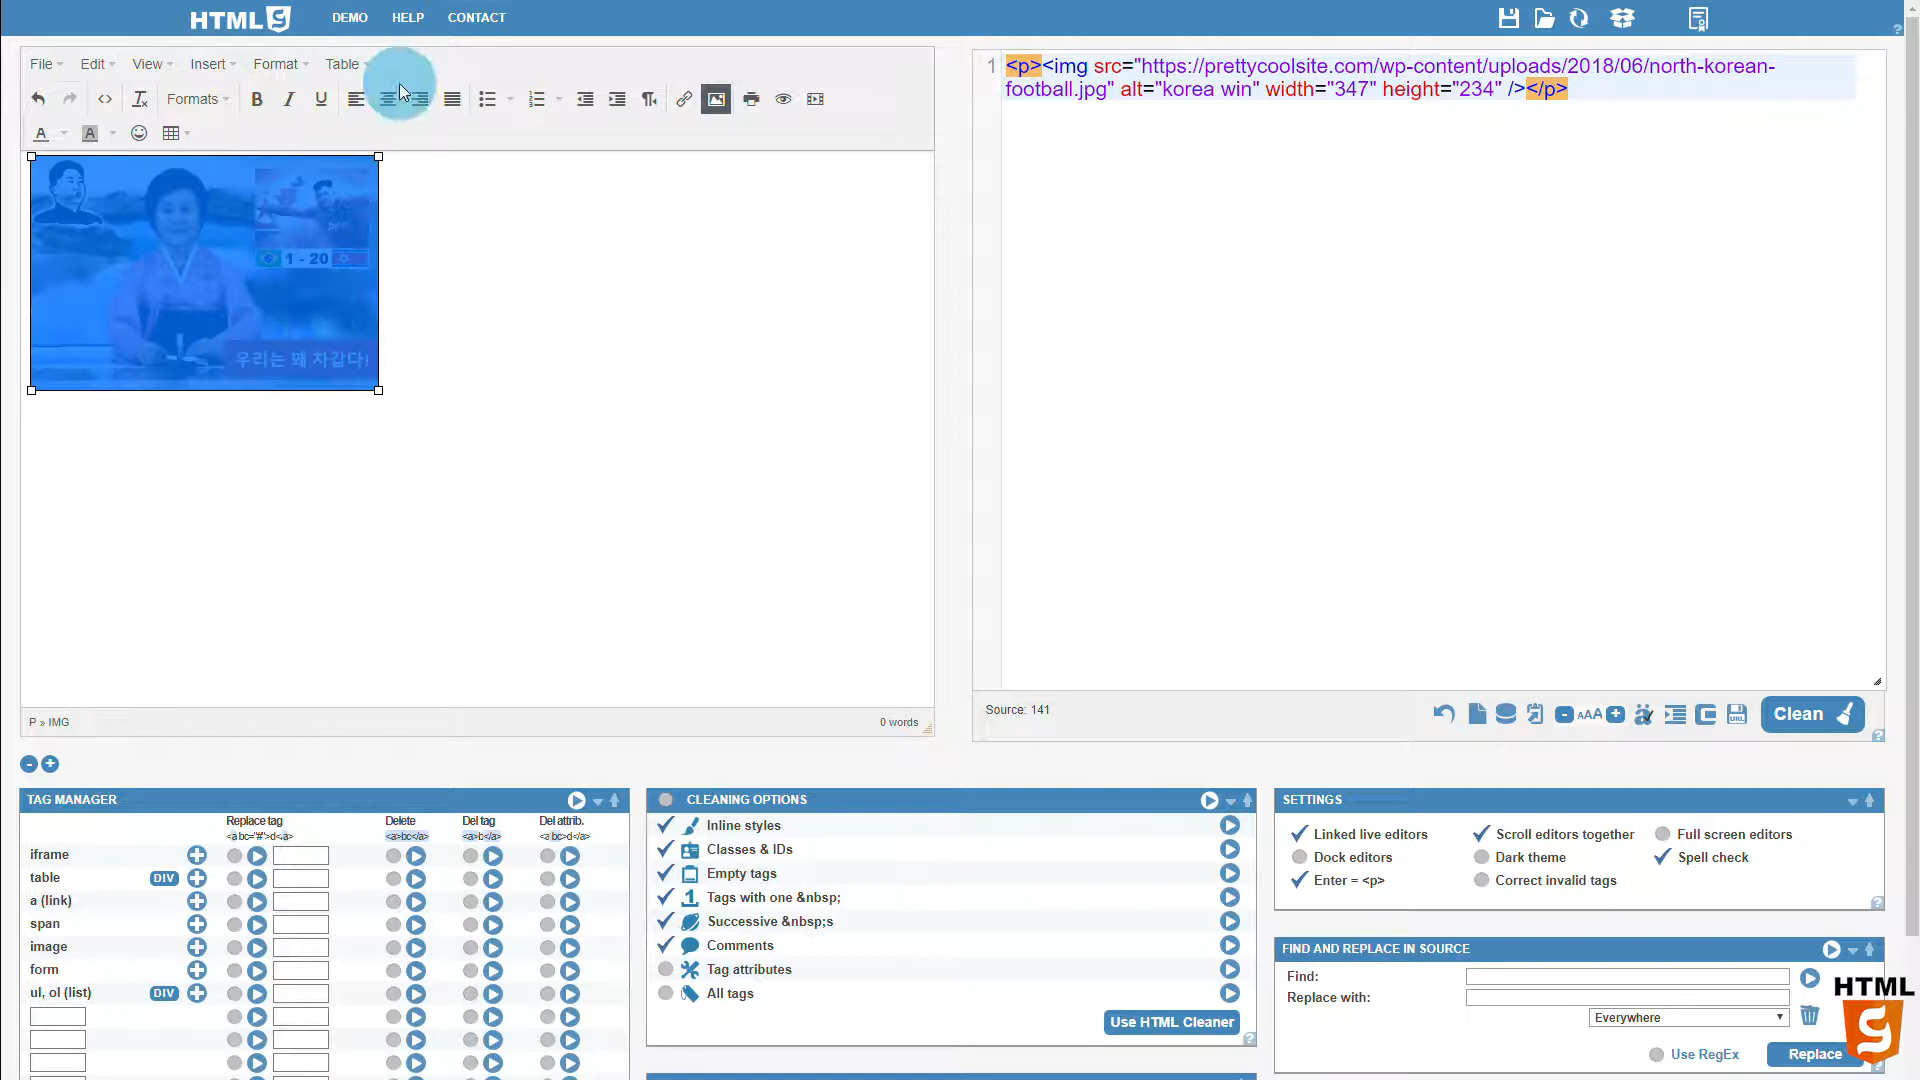 HTML
DEMO HELP CONTACT
File Edit View Insert Format Table
Formats B I U
A A
1 - 20
우리는 꽤 차갑다!
P » IMG
0 words
1 <p><img src="https://prettycoolsite.com/wp-content/uploads/2018/06/north-korean-
football.jpg" alt="korea win" width="347" height="234" /></p>
Source: 141
AAA
URL
Clean
TAG MANAGER
Replace tag Delete Del tag Del attrib.
<a bc="#">d</a> <a>bc</a> <a>b</a> <a bc>d</a>
iframe
table DIV
a (link)
span
image
form
ul, ol (list) DIV
CLEANING OPTIONS
Inline styles
Classes & IDs
Empty tags
Tags with one &nbsp;
Successive &nbsp;s
Comments
Tag attributes
All tags
Use HTML Cleaner
SETTINGS
Linked live editors Scroll editors together Full screen editors
Dock editors Dark theme Spell check
Enter = <p> Correct invalid tags
FIND AND REPLACE IN SOURCE
Find:
Replace with:
Everywhere
Use RegEx Replace
HTML